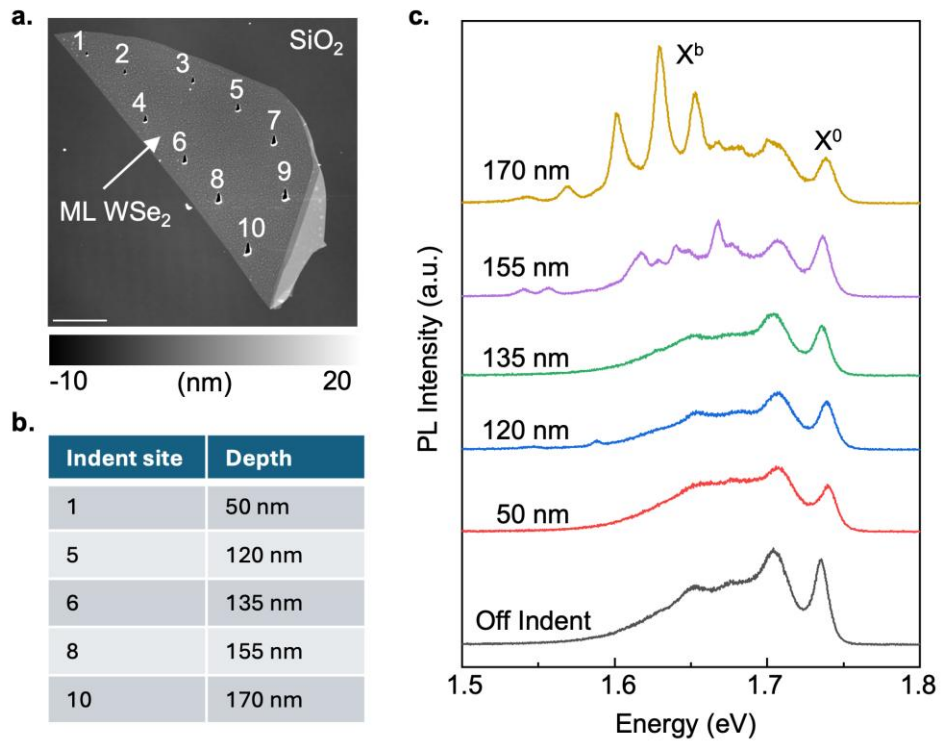 a.
SiO₂
1
2
3
4
5
6
7
8
9
10
ML WSe₂
-10 (nm) 20
b.
Indent site Depth
1 50 nm
5 120 nm
6 135 nm
8 155 nm
10 170 nm
c.
PL Intensity (a.u.)
Xᵇ
X⁰
170 nm
155 nm
135 nm
120 nm
50 nm
Off Indent
1.5 1.6 1.7 1.8
Energy (eV)